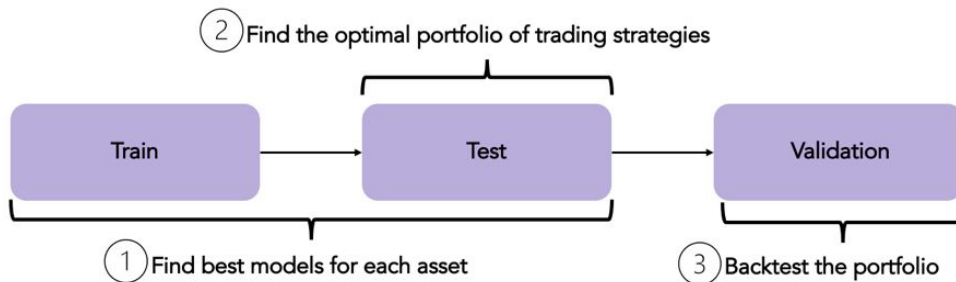 2 Find the optimal portfolio of trading strategies
Train
Test
Validation
1 Find best models for each asset
3 Backtest the portfolio